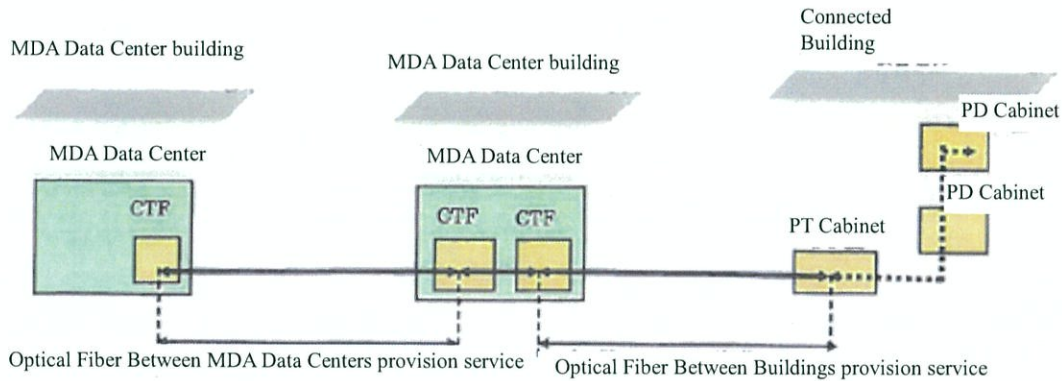 Connected
Building
MDA Data Center building
MDA Data Center building
PD Cabinet
MDA Data Center
MDA Data Center
CTF
CTF
CTF
PD Cabinet
PT Cabinet
Optical Fiber Between MDA Data Centers provision service
Optical Fiber Between Buildings provision service